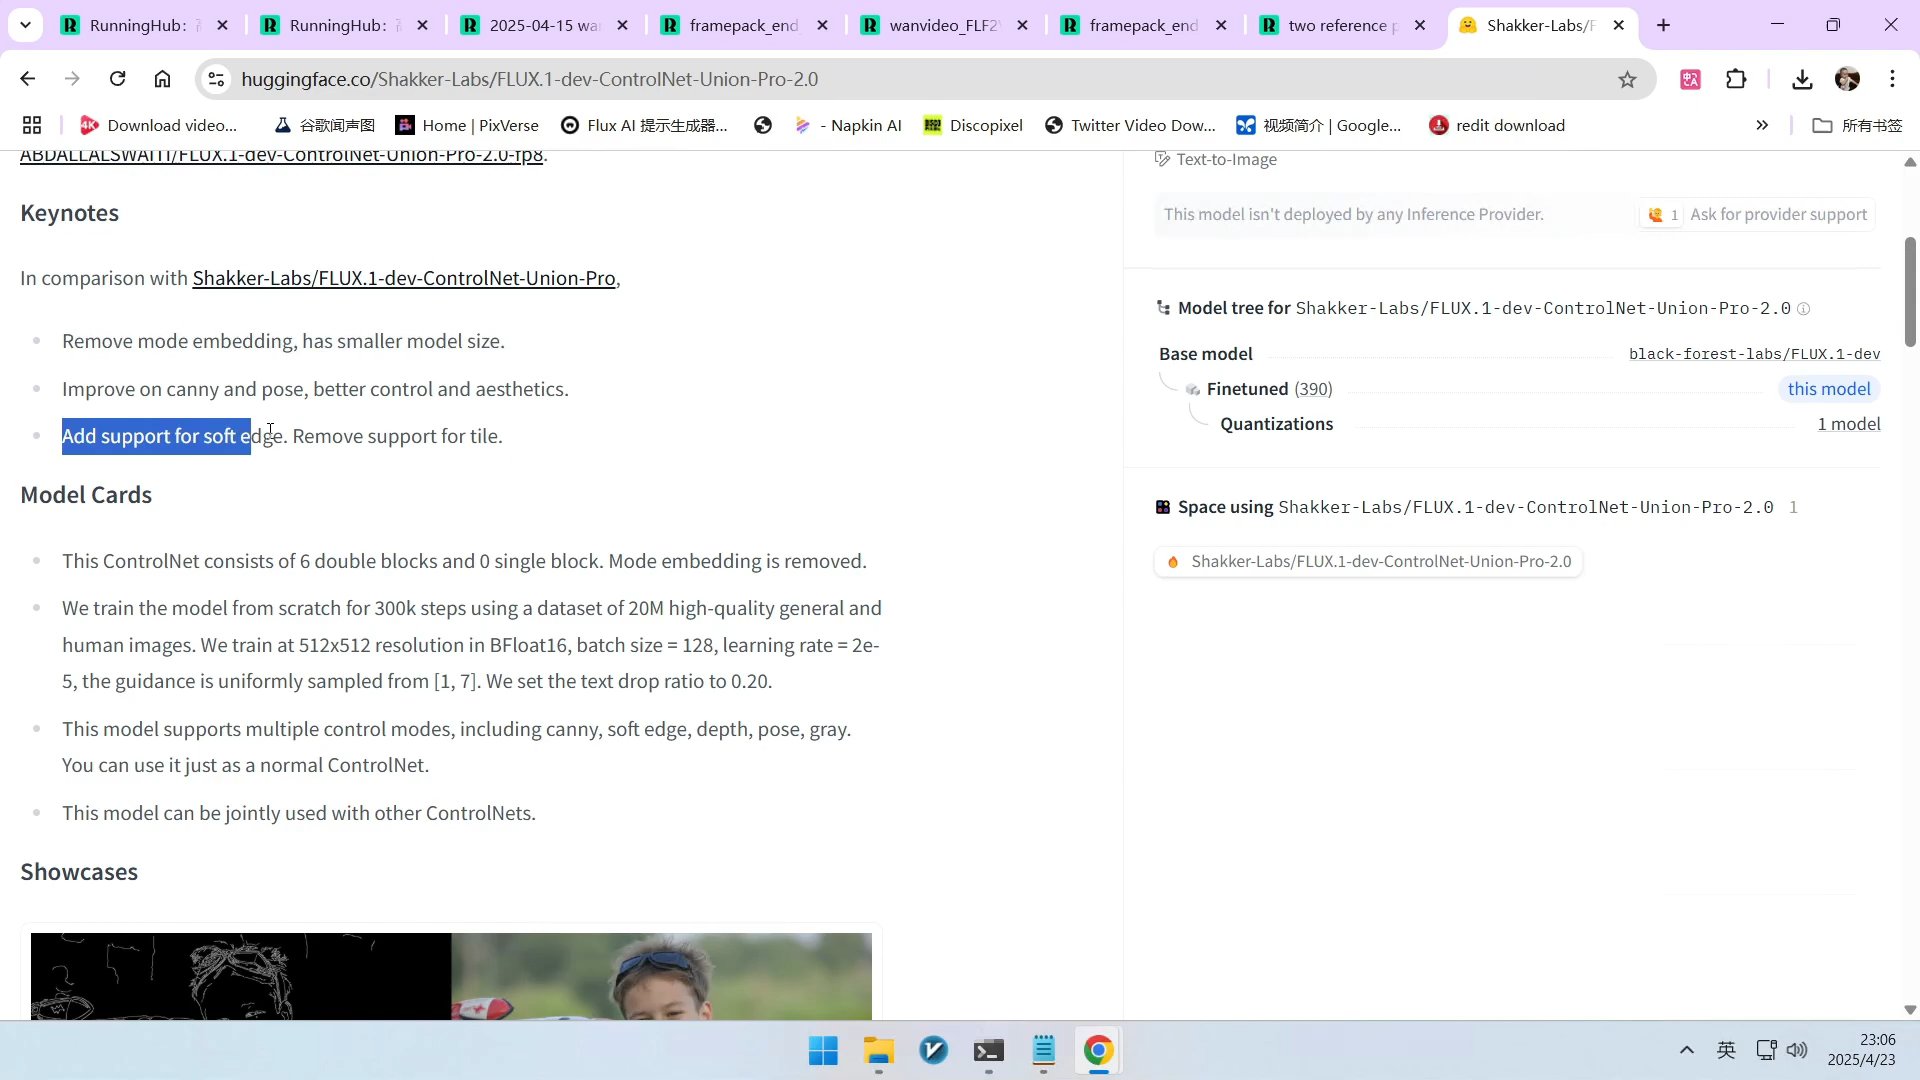 RunningHub:
RunningHub:
2025-04-15 wa
framepack_end
wanvideo_FLF2
framepack_end
two reference p
Shakker-Labs/F
huggingface.co/Shakker-Labs/FLUX.1-dev-ControlNet-Union-Pro-2.0
Download video...
谷歌闻声图
Home | PixVerse
Flux AI 提示生成器...
- Napkin AI
Discopixel
Twitter Video Dow...
视频简介 | Google...
redit download
所有书签
ABDALLALSWAITI/FLUX.1-dev-ControlNet-Union-Pro-2.0-fp8.
Keynotes
In comparison with Shakker-Labs/FLUX.1-dev-ControlNet-Union-Pro,
Remove mode embedding, has smaller model size.
Improve on canny and pose, better control and aesthetics.
Add support for soft edge. Remove support for tile.
Model Cards
This ControlNet consists of 6 double blocks and 0 single block. Mode embedding is removed.
We train the model from scratch for 300k steps using a dataset of 20M high-quality general and
human images. We train at 512x512 resolution in BFloat16, batch size = 128, learning rate = 2e-
5, the guidance is uniformly sampled from [1, 7]. We set the text drop ratio to 0.20.
This model supports multiple control modes, including canny, soft edge, depth, pose, gray.
You can use it just as a normal ControlNet.
This model can be jointly used with other ControlNets.
Showcases
Text-to-Image
This model isn't deployed by any Inference Provider.
1 Ask for provider support
Model tree for Shakker-Labs/FLUX.1-dev-ControlNet-Union-Pro-2.0
Base model
black-forest-labs/FLUX.1-dev
Finetuned (390)
this model
Quantizations
1 model
Space using Shakker-Labs/FLUX.1-dev-ControlNet-Union-Pro-2.0 1
Shakker-Labs/FLUX.1-dev-ControlNet-Union-Pro-2.0
英
23:06
2025/4/23